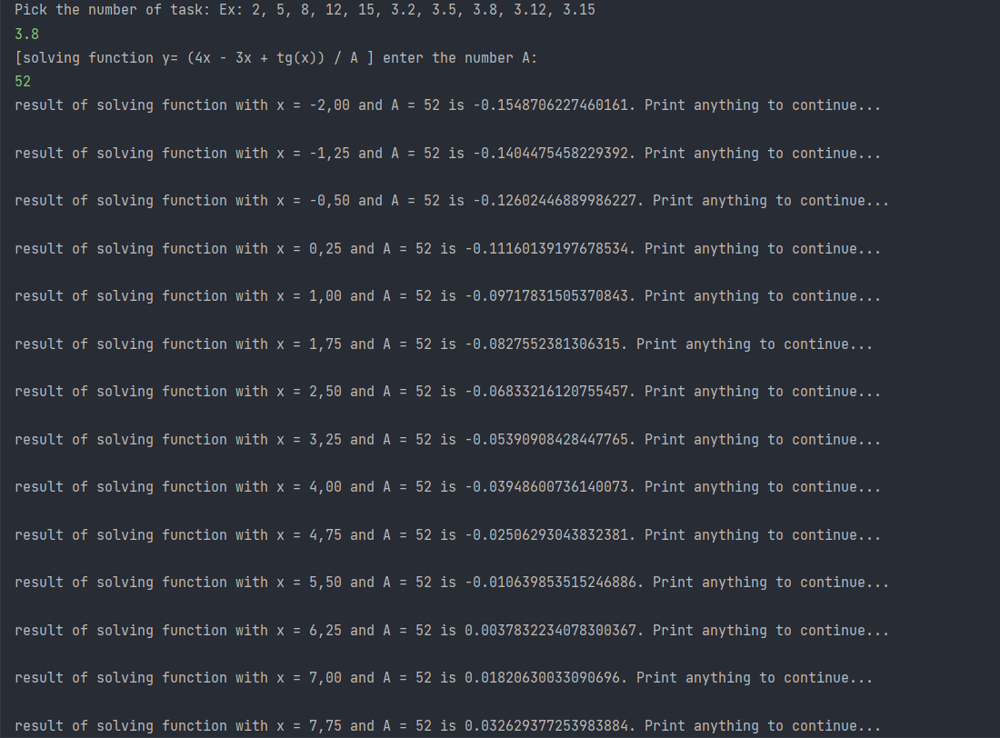 Pick the number of task: Ex: 2, 5, 8, 12, 15, 3.2, 3.5, 3.8, 3.12, 3.15
3.8
[solving function y= (4x - 3x + tg(x)) / A ] enter the number A:
52
result of solving function with x = -2,00 and A = 52 is -0.1548706227460161. Print anything to continue...
result of solving function with x = -1,25 and A = 52 is -0.1404475458229392. Print anything to continue...
result of solving function with x = -0,50 and A = 52 is -0.12602446889986227. Print anything to continue...
result of solving function with x = 0,25 and A = 52 is -0.11160139197678534. Print anything to continue...
result of solving function with x = 1,00 and A = 52 is -0.09717831505370843. Print anything to continue...
result of solving function with x = 1,75 and A = 52 is -0.0827552381306315. Print anything to continue...
result of solving function with x = 2,50 and A = 52 is -0.06833216120755457. Print anything to continue...
result of solving function with x = 3,25 and A = 52 is -0.05390908428447765. Print anything to continue...
result of solving function with x = 4,00 and A = 52 is -0.03948600736140073. Print anything to continue...
result of solving function with x = 4,75 and A = 52 is -0.02506293043832381. Print anything to continue...
result of solving function with x = 5,50 and A = 52 is -0.010639853515246886. Print anything to continue...
result of solving function with x = 6,25 and A = 52 is 0.0037832234078300367. Print anything to continue...
result of solving function with x = 7,00 and A = 52 is 0.01820630033090696. Print anything to continue...
result of solving function with x = 7,75 and A = 52 is 0.032629377253983884. Print anything to continue...